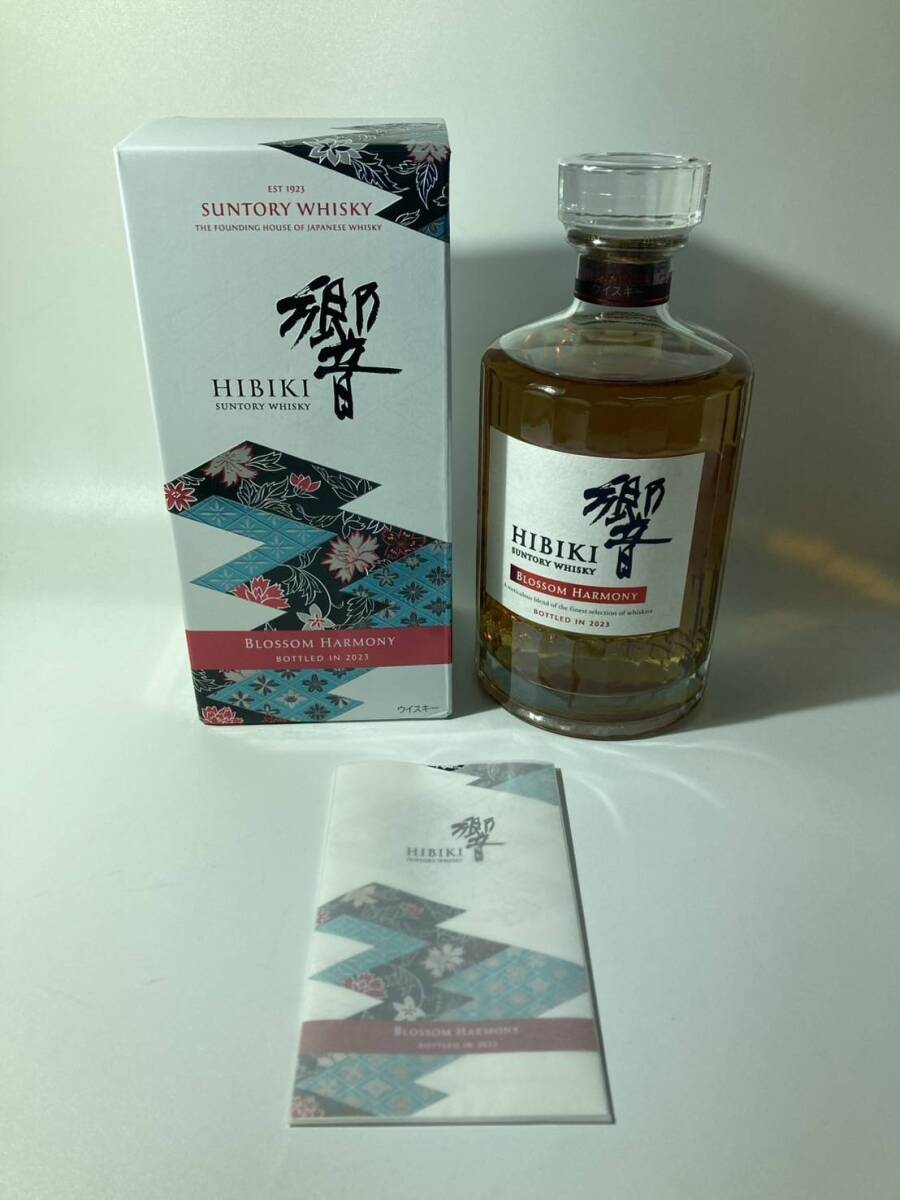 EST 1923
SUNTORY WHISKY
THE FOUNDING HOUSE OF JAPANESE WHISKY
響
HIBIKI
SUNTORY WHISKY
BLOSSOM HARMONY
BOTTLED IN 2023
ウイスキー
ウイスキー
響
HIBIKI
SUNTORY WHISKY
BLOSSOM HARMONY
A meticulous blend of the finest selection of whiskies
BOTTLED IN 2023
響
HIBIKI
SUNTORY WHISKY
BLOSSOM HARMONY
BOTTLED IN 2023